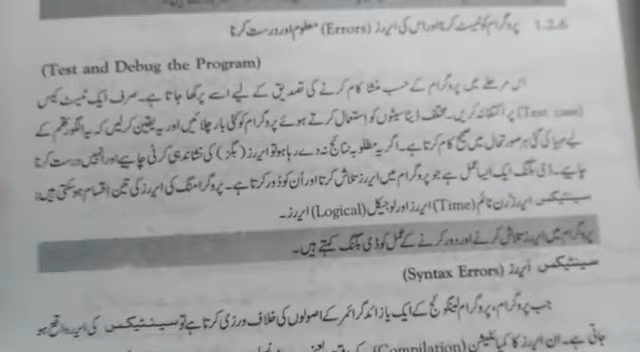 1.2.6 پروگرام کو ٹیسٹ کرنا اور اس کی ایررز (Errors) معلوم اور درست کرنا
(Test and Debug the Program)
اس مرحلے میں پروگرام کے حسب منشا کام کرنے کی تصدیق کے لیے اسے پرکھا جاتا ہے۔ صرف ایک ٹیسٹ کیس
(Test case) پر اکتفا نہ کریں۔ مختلف ڈیٹا سیٹوں کو استعمال کرتے ہوئے پروگرام کو کئی بار چلائیں اور یہ یقین کر لیں کہ یہ الگورتھم کے
لیے مہیا کی گئی ہر صورتحال میں صحیح کام کرتا ہے۔ اگر یہ مطلوبہ نتائج نہ دے رہا ہو تو ایررز (بگز) کی نشاندہی کرنی چاہیے اور انہیں درست کرنا
چاہیے۔ ڈی بگنگ ایک ایسا عمل ہے جو پروگرام میں ایررز تلاش کرتا اور اُن کو دور کرتا ہے۔ پروگرامنگ کی ایررز کی تین اقسام ہو سکتی ہیں:
سینٹیکس ایررز، رن ٹائم (Time) ایررز اور لوجیکل (Logical) ایررز۔
پروگرام میں ایررز تلاش کرنے اور دور کرنے کے عمل کو ڈی بگنگ کہتے ہیں۔
سینٹیکس ایررز (Syntax Errors)
جب پروگرام، پروگرام لینگوئج کے ایک یا زائد گرائمر کے اصولوں کی خلاف ورزی کرتا ہے تو سینٹیکس کی ایرر واقع ہو
جاتی ہے۔ ان ایررز کا کمپائلیشن (Compilation) کے وقت